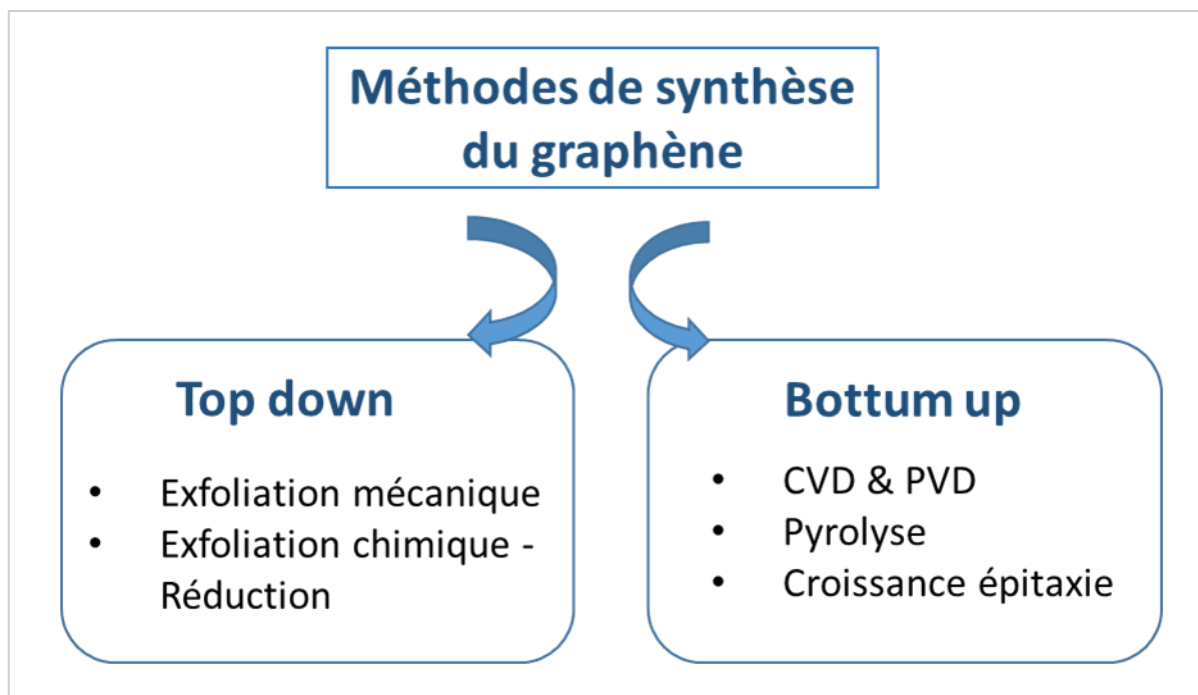 Méthodes de synthèse
du graphène
Top down
• Exfoliation mécanique
• Exfoliation chimique -
Réduction
Bottum up
• CVD & PVD
• Pyrolyse
• Croissance épitaxie